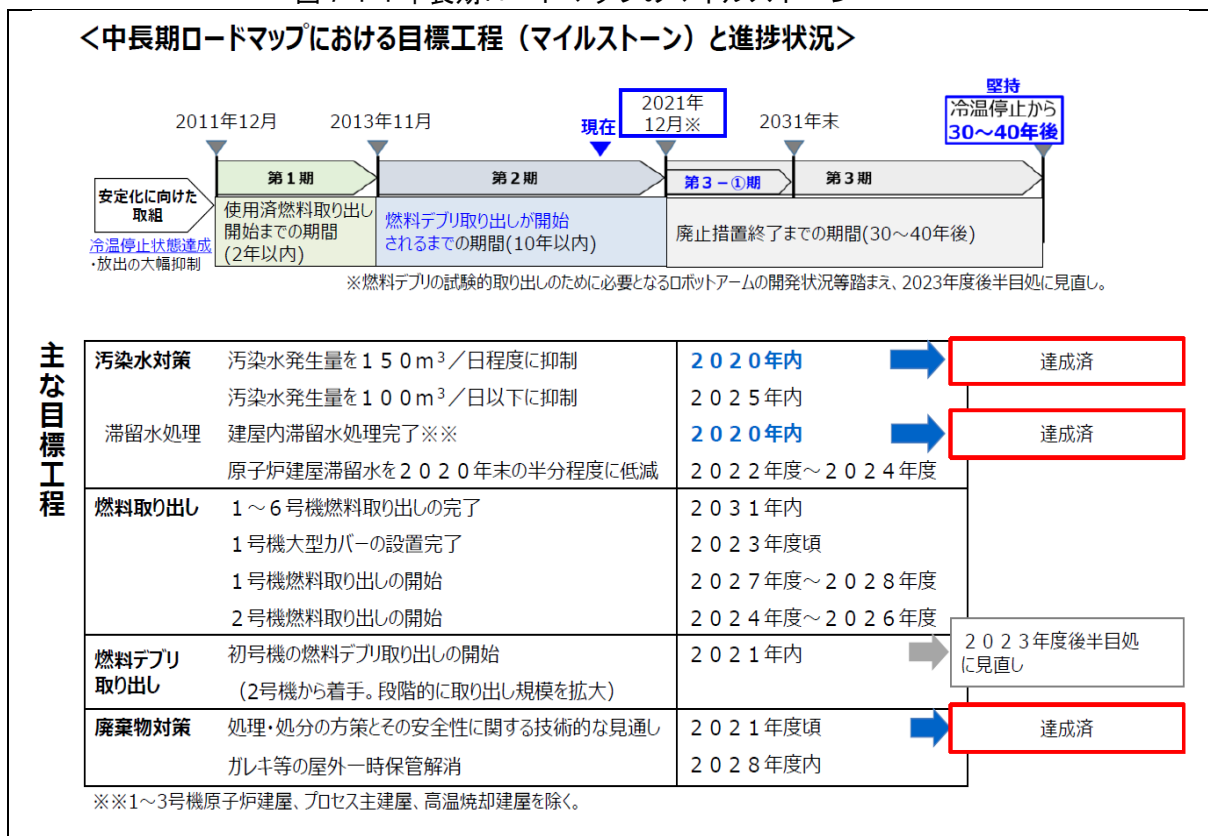 <中長期ロードマップにおける目標工程（マイルストーン）と進捗状況>
堅持
2011年12月
2013年11月
現在
2021年
12月※
2031年末
冷温停止から
30～40年後
安定化に向けた
取組
第１期
第２期
第３－①期
第３期
冷温停止状態達成
・放出の大幅抑制
使用済燃料取り出し
開始までの期間
(2年以内)
燃料デブリ取り出しが開始
されるまでの期間(10年以内)
廃止措置終了までの期間(30～40年後)
※燃料デブリの試験的取り出しのために必要となるロボットアームの開発状況等踏まえ、2023年度後半目処に見直し。
主な目標工程
汚染水対策 汚染水発生量を１５０ｍ³／日程度に抑制 ２０２０年内 達成済
汚染水発生量を１００ｍ³／日以下に抑制 ２０２５年内
滞留水処理 建屋内滞留水処理完了※※ ２０２０年内 達成済
原子炉建屋滞留水を２０２０年末の半分程度に低減 ２０２２年度～２０２４年度
燃料取り出し １～６号機燃料取り出しの完了 ２０３１年内
１号機大型カバーの設置完了 ２０２３年度頃
１号機燃料取り出しの開始 ２０２７年度～２０２８年度
２号機燃料取り出しの開始 ２０２４年度～２０２６年度
燃料デブリ
取り出し
初号機の燃料デブリ取り出しの開始 ２０２１年内
（2号機から着手。段階的に取り出し規模を拡大）
２０２３年度後半目処
に見直し
廃棄物対策 処理・処分の方策とその安全性に関する技術的な見通し ２０２１年度頃 達成済
ガレキ等の屋外一時保管解消 ２０２８年度内
※※1～3号機原子炉建屋、プロセス主建屋、高温焼却建屋を除く。